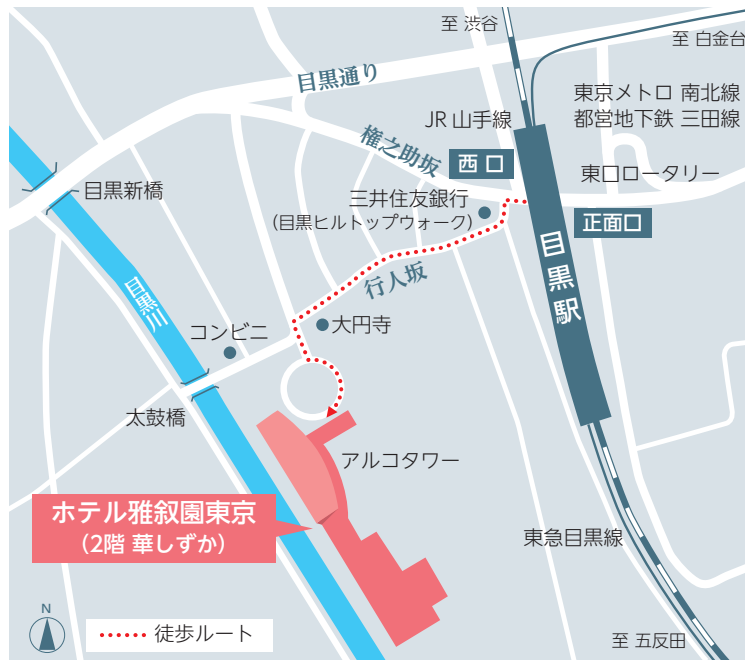 至 渋谷
至 白金台
目黒通り
東京メトロ 南北線
都営地下鉄 三田線
JR 山手線
権之助坂
西 口
東口ロータリー
目黒新橋
三井住友銀行
(目黒ヒルトップウォーク)
正面口
目黒駅
行人坂
目黒川
大円寺
コンビニ
太鼓橋
アルコタワー
ホテル雅叙園東京
(2階 華しずか)
東急目黒線
N
徒歩ルート
至 五反田